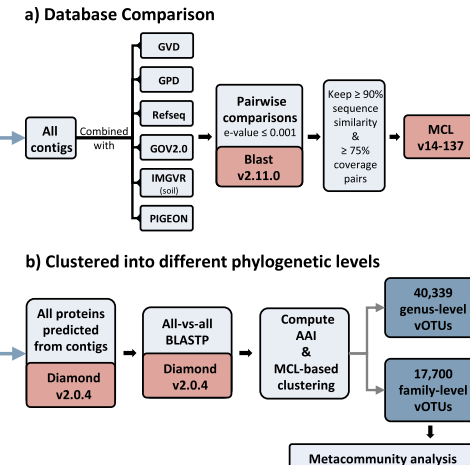 a) Database Comparison
All
contigs
Combined
with
GVD
GPD
Refseq
GOV2.0
IMGVR
(soil)
PIGEON
Pairwise
comparisons
e-value ≤ 0.001
Blast
v2.11.0
Keep ≥ 90%
sequence
similarity
&
≥ 75%
coverage
pairs
MCL
v14-137
b) Clustered into different phylogenetic levels
All proteins
predicted
from contigs
Diamond
v2.0.4
All-vs-all
BLASTP
Diamond
v2.0.4
Compute
AAI
&
MCL-based
clustering
40,339
genus-level
vOTUs
17,700
family-level
vOTUs
Metacommunity analysis